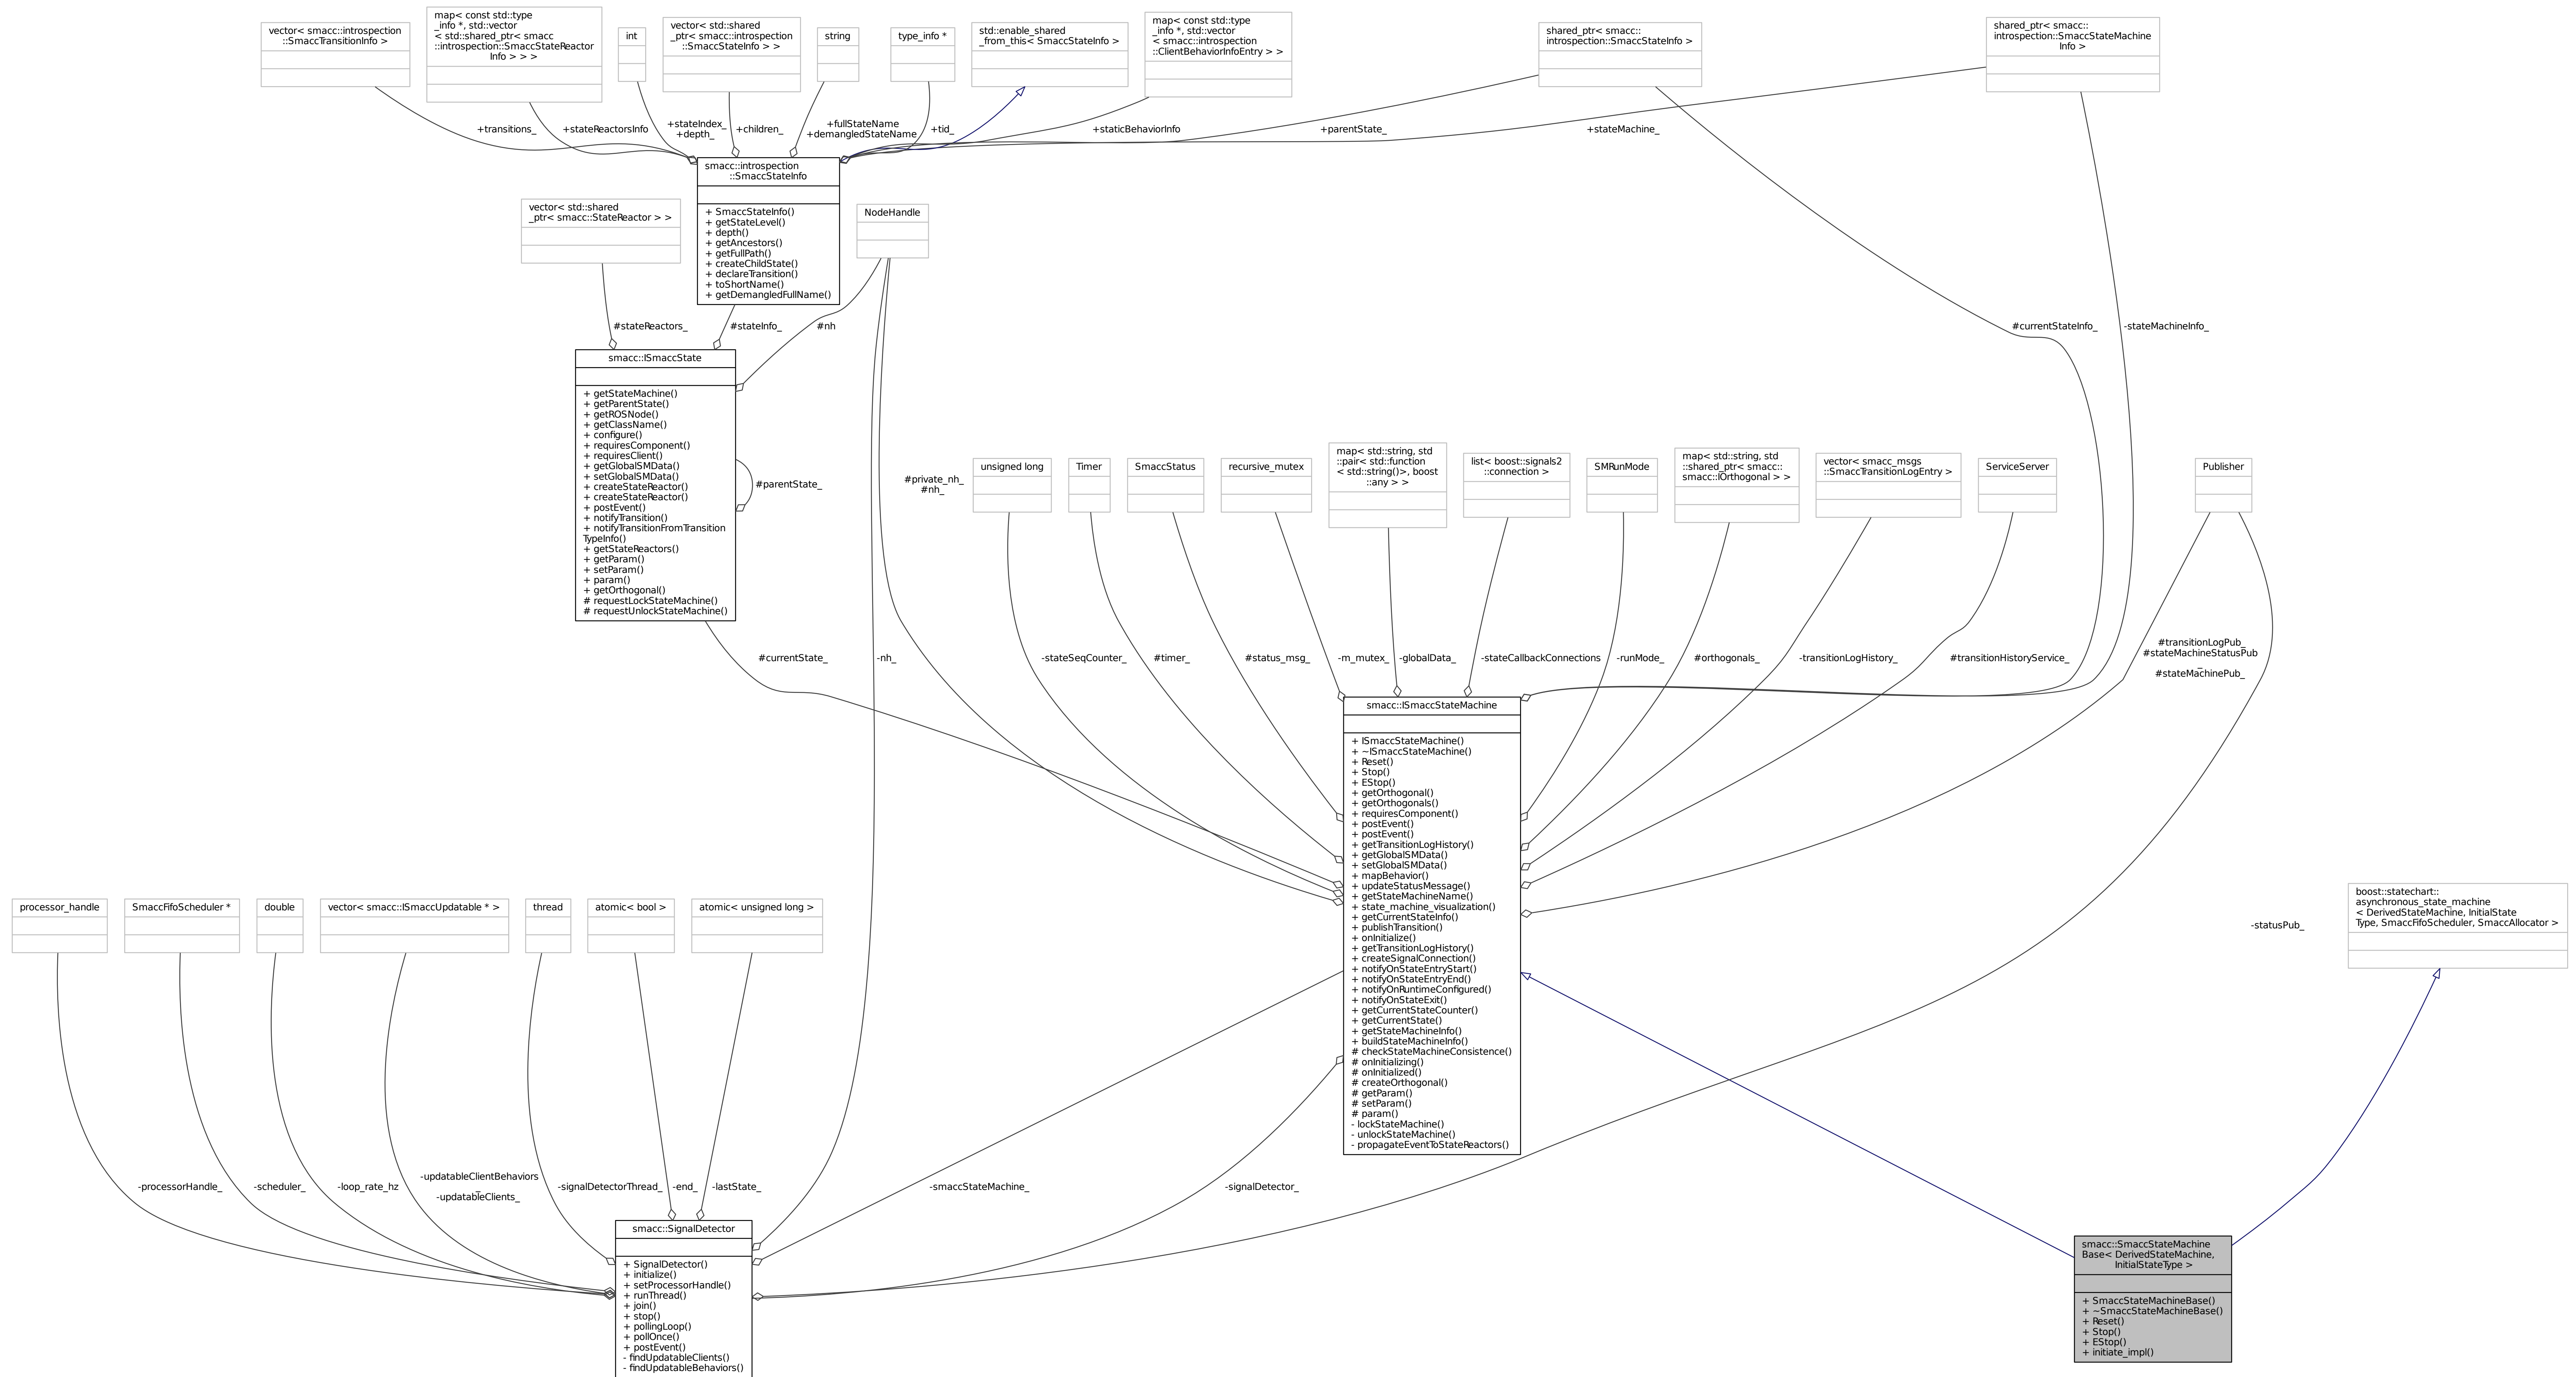 vector< smacc::introspection
::SmaccTransitionInfo >
map< const std::type
_info *, std::vector
< std::shared_ptr< smacc
::introspection::SmaccStateReactor
Info > > >
int
vector< std::shared
_ptr< smacc::introspection
::SmaccStateInfo > >
string
type_info *
std::enable_shared
_from_this< SmaccStateInfo >
map< const std::type
_info *, std::vector
< smacc::introspection
::ClientBehaviorInfoEntry > >
shared_ptr< smacc::
introspection::SmaccStateInfo >
shared_ptr< smacc::
introspection::SmaccStateMachine
Info >
+transitions_
+stateReactorsInfo
+stateIndex_
+depth_
+children_
+fullStateName
+demangledStateName
+tid_
+staticBehaviorInfo
+parentState_
+stateMachine_
smacc::introspection
::SmaccStateInfo
+ SmaccStateInfo()
+ getStateLevel()
+ depth()
+ getAncestors()
+ getFullPath()
+ createChildState()
+ declareTransition()
+ toShortName()
+ getDemangledFullName()
vector< std::shared
_ptr< smacc::StateReactor > >
NodeHandle
#stateReactors_
#stateInfo_
#nh
#currentStateInfo_
-stateMachineInfo_
smacc::ISmaccState
+ getStateMachine()
+ getParentState()
+ getROSNode()
+ getClassName()
+ configure()
+ requiresComponent()
+ requiresClient()
+ getGlobalSMData()
+ setGlobalSMData()
+ createStateReactor()
+ createStateReactor()
+ postEvent()
+ notifyTransition()
+ notifyTransitionFromTransition
TypeInfo()
+ getStateReactors()
+ getParam()
+ setParam()
+ param()
+ getOrthogonal()
# requestLockStateMachine()
# requestUnlockStateMachine()
#parentState_
#private_nh_
#nh_
unsigned long
Timer
SmaccStatus
recursive_mutex
map< std::string, std
::pair< std::function
< std::string()>, boost
::any > >
list< boost::signals2
::connection >
SMRunMode
map< std::string, std
::shared_ptr< smacc::
smacc::IOrthogonal > >
vector< smacc_msgs
::SmaccTransitionLogEntry >
ServiceServer
Publisher
#currentState_
-nh_
-stateSeqCounter_
#timer_
#status_msg_
-m_mutex_
-globalData_
-stateCallbackConnections
-runMode_
#orthogonals_
-transitionLogHistory_
#transitionHistoryService_
#transitionLogPub_
#stateMachineStatusPub
_
#stateMachinePub_
smacc::ISmaccStateMachine
+ ISmaccStateMachine()
+ ~ISmaccStateMachine()
+ Reset()
+ Stop()
+ EStop()
+ getOrthogonal()
+ getOrthogonals()
+ requiresComponent()
+ postEvent()
+ postEvent()
+ getTransitionLogHistory()
+ getGlobalSMData()
+ setGlobalSMData()
+ mapBehavior()
+ updateStatusMessage()
+ getStateMachineName()
+ state_machine_visualization()
+ getCurrentStateInfo()
+ publishTransition()
+ onInitialize()
+ getTransitionLogHistory()
+ createSignalConnection()
+ notifyOnStateEntryStart()
+ notifyOnStateEntryEnd()
+ notifyOnRuntimeConfigured()
+ notifyOnStateExit()
+ getCurrentStateCounter()
+ getCurrentState()
+ getStateMachineInfo()
+ buildStateMachineInfo()
# checkStateMachineConsistence()
# onInitializing()
# onInitialized()
# createOrthogonal()
# getParam()
# setParam()
# param()
- lockStateMachine()
- unlockStateMachine()
- propagateEventToStateReactors()
processor_handle
SmaccFifoScheduler *
double
vector< smacc::ISmaccUpdatable * >
thread
atomic< bool >
atomic< unsigned long >
-statusPub_
boost::statechart::
asynchronous_state_machine
< DerivedStateMachine, InitialState
Type, SmaccFifoScheduler, SmaccAllocator >
-processorHandle_
-scheduler_
-loop_rate_hz
-updatableClientBehaviors
_
-updatableClients_
-signalDetectorThread_
-end_
-lastState_
-smaccStateMachine_
-signalDetector_
smacc::SignalDetector
+ SignalDetector()
+ initialize()
+ setProcessorHandle()
+ runThread()
+ join()
+ stop()
+ pollingLoop()
+ pollOnce()
+ postEvent()
- findUpdatableClients()
- findUpdatableBehaviors()
smacc::SmaccStateMachine
Base< DerivedStateMachine,
InitialStateType >
+ SmaccStateMachineBase()
+ ~SmaccStateMachineBase()
+ Reset()
+ Stop()
+ EStop()
+ initiate_impl()